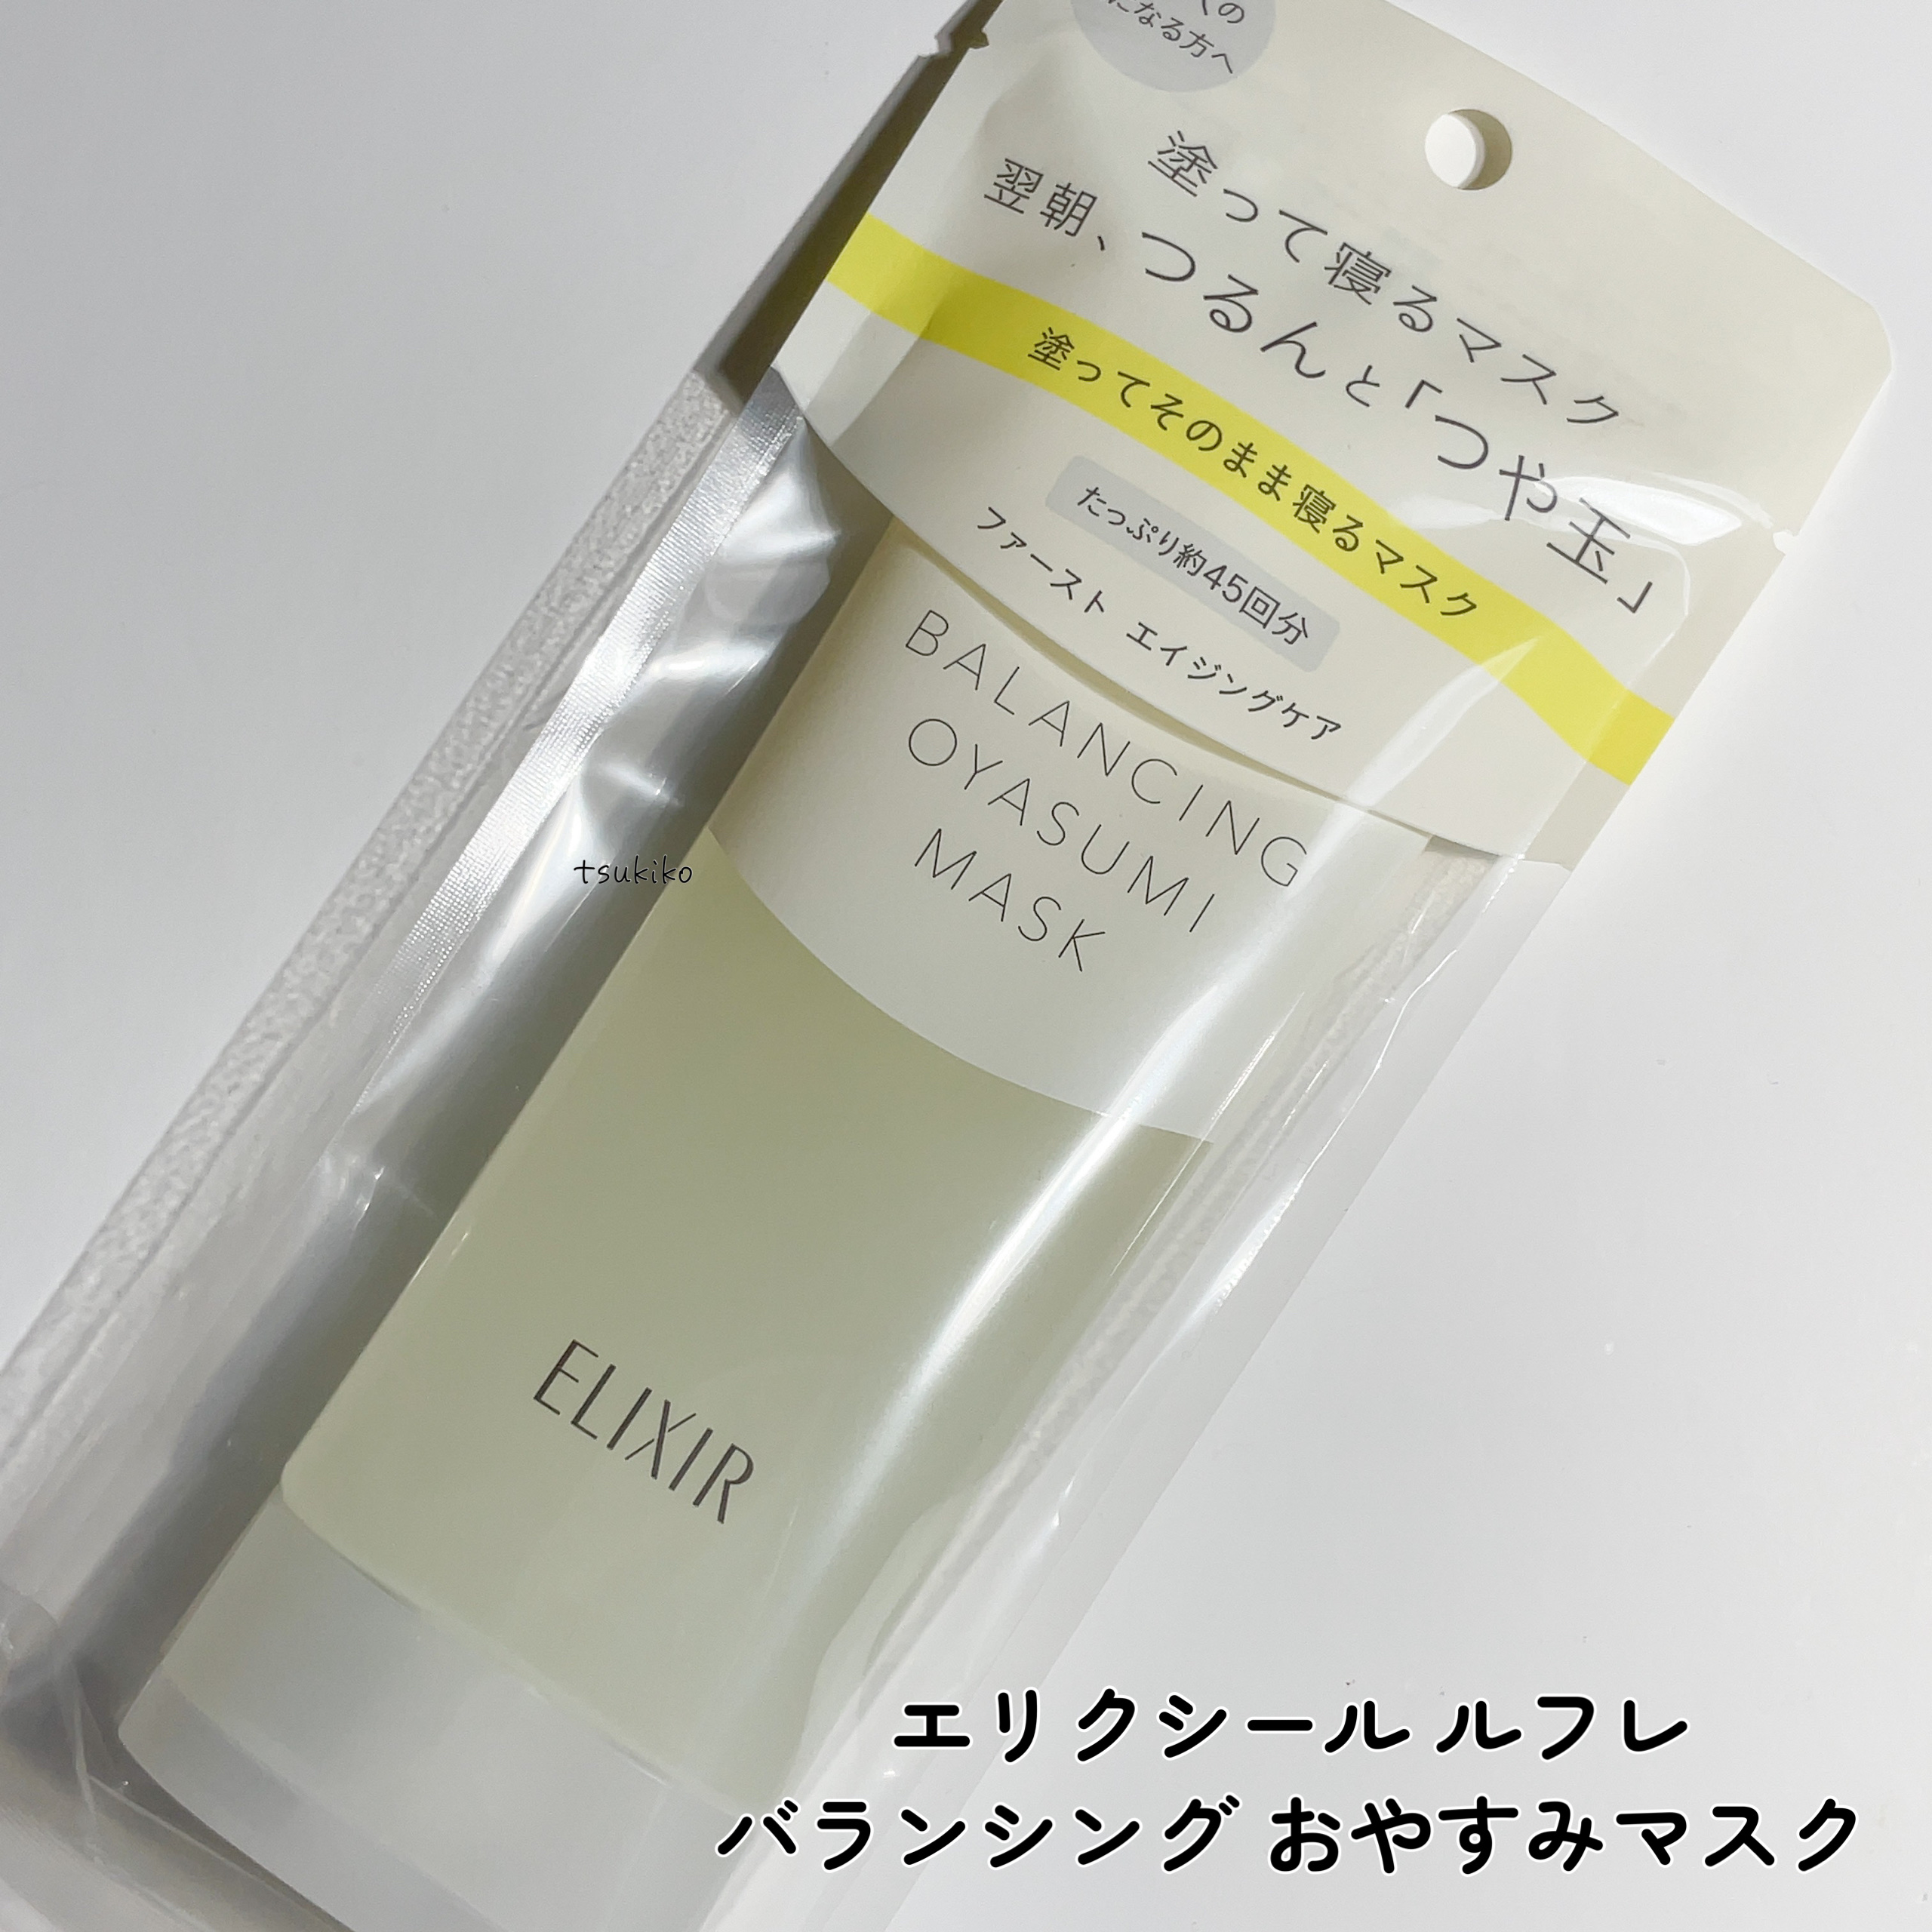 になる方へ
塗って寝るマスク
翌朝、つるんと「つや玉」
塗ってそのまま寝るマスク
たっぷり約45回分
ファースト エイジングケア
BALANCING
OYASUMI
MASK
tsukiko
ELIXIR
エリクシール ルフレ
バランシング おやすみマスク